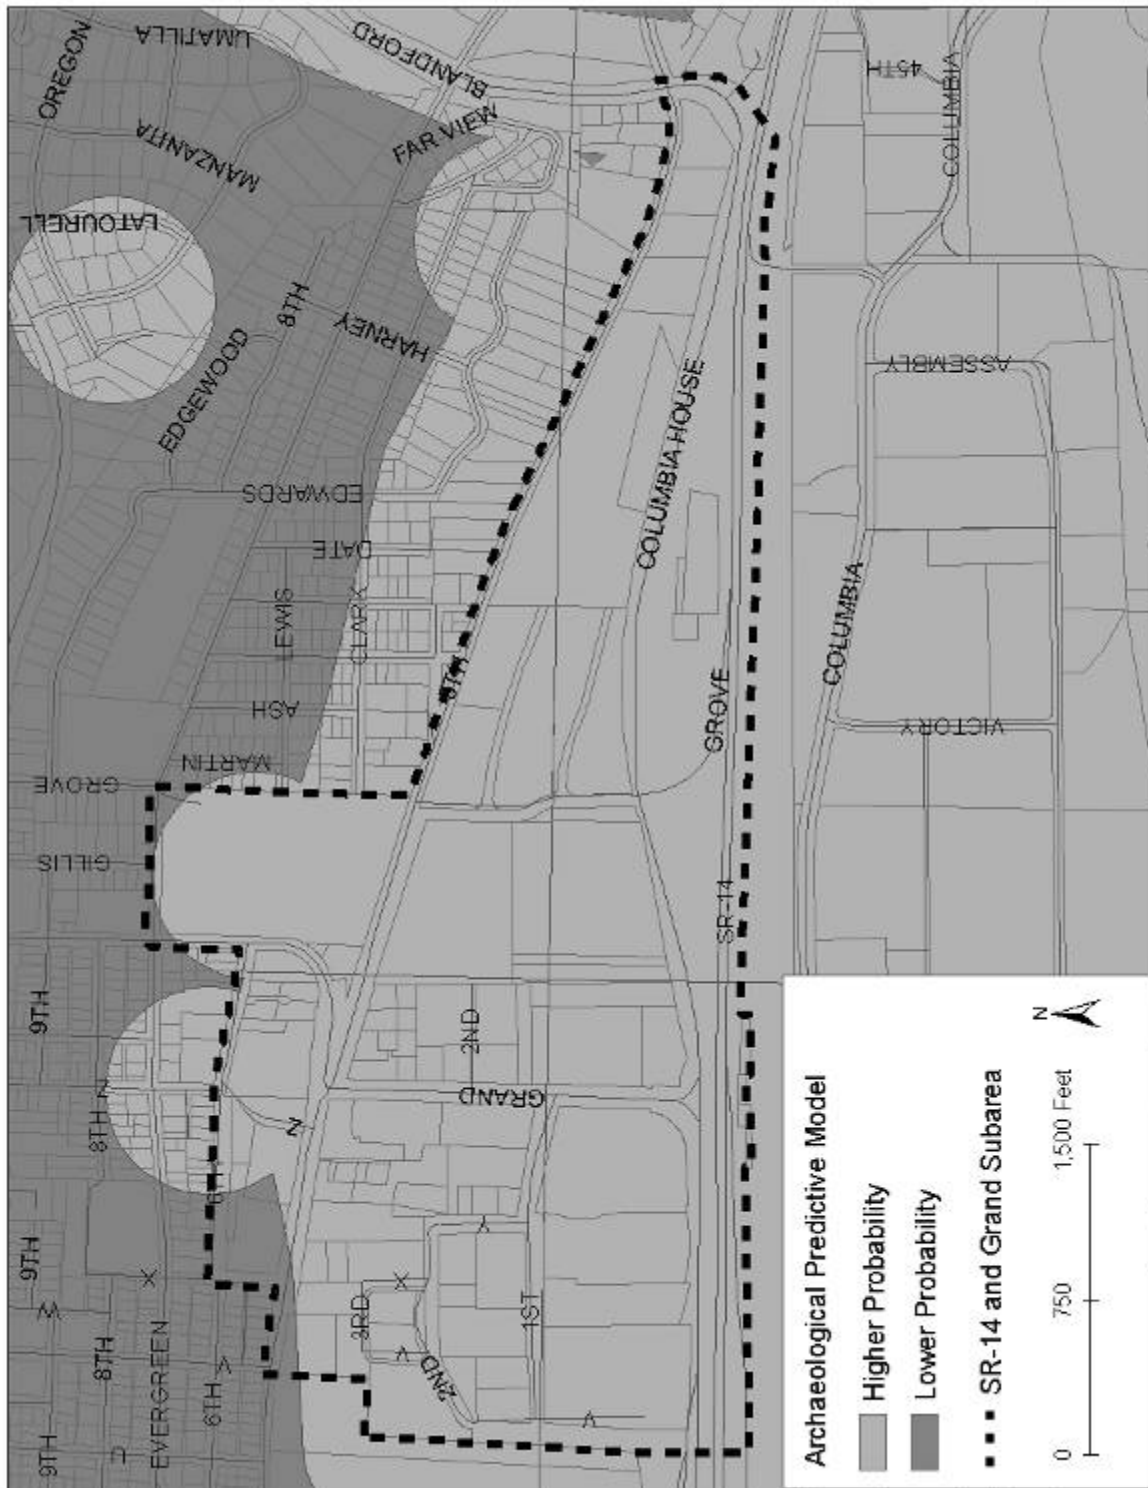 OREGON
UMATILLA
BLANDFORD
MANZANITA
FAR VIEW
LATOURELL
8TH
HARNEY
EDGEWOOD
EDWARDS
DATE
LEWIS
CLARK
ASH
MARTIN
GROVE
GILLIS
5TH
COLUMBIA HOUSE
GROVE
SR-14
45TH
COLUMBIA
ASSEMBLY
COLUMBIA
VICTORY
9TH
8TH
Z
Z
2ND
GRAND
9TH
W
X
8TH
EVERGREEN
6TH
V
6TH
9TH
U
3RD
X
Y
V
2ND
1ST
V
Archaeological Predictive Model
Higher Probability
Lower Probability
SR-14 and Grand Subarea
0 750 1,500 Feet
N